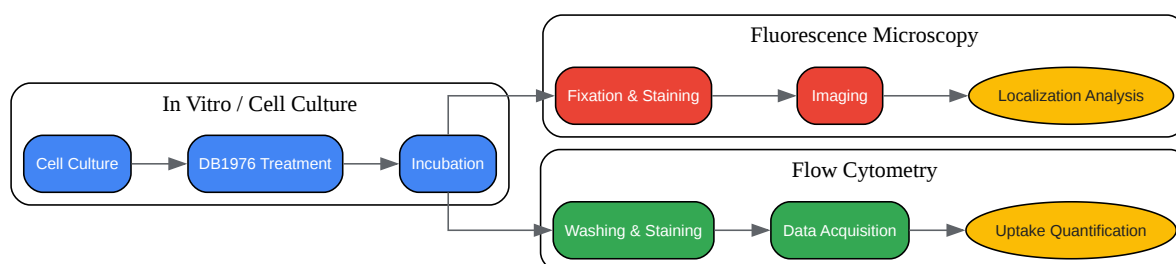 Fluorescence Microscopy
Fixation & Staining
Imaging
Localization Analysis
In Vitro / Cell Culture
Cell Culture
DB1976 Treatment
Incubation
Flow Cytometry
Washing & Staining
Data Acquisition
Uptake Quantification